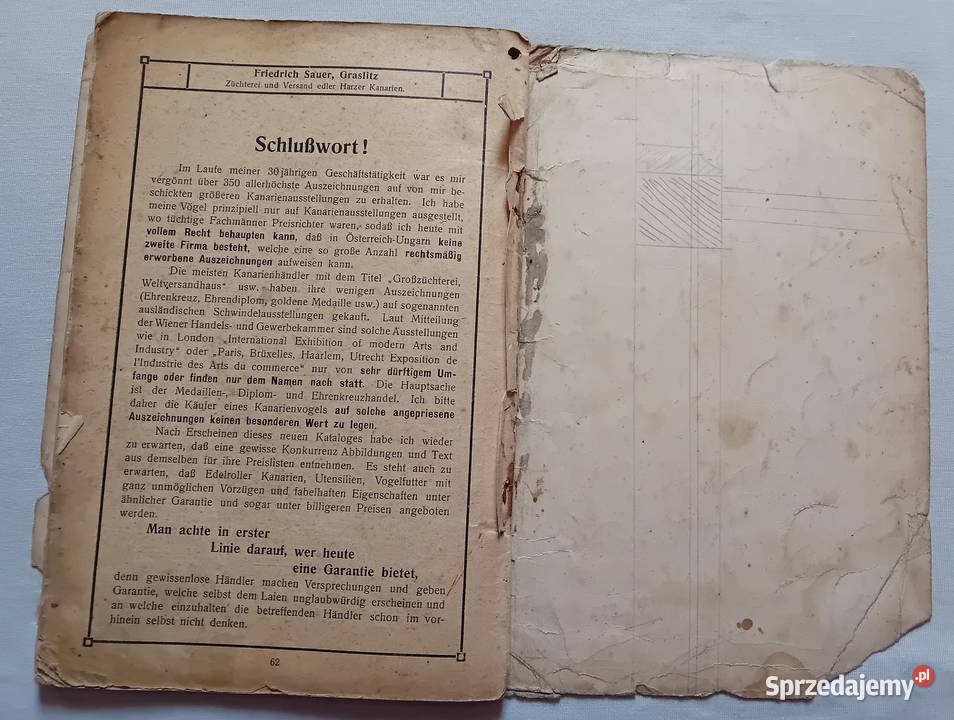 Friedrich Sauer, Graslitz
Züchterei und Versand edler Harzer Kanarien.
Schlußwort!
Im Laufe meiner 30jährigen Geschäftstätigkeit war es mir
vergönnt über 350 allerhöchste Auszeichnungen auf von mir be-
schickten größeren Kanarienausstellungen zu erhalten. Ich habe
meine Vögel prinzipiell nur auf Kanarienausstellungen ausgestellt,
wo tüchtige Fachmänner Preisrichter waren, sodaß ich heute mit
vollem Recht behaupten kann, daß in Österreich-Ungarn keine
zweite Firma besteht, welche eine so große Anzahl rechtsmäßig
erworbene Auszeichnungen aufweisen kann.
Die meisten Kanarienhändler mit dem Titel „Großzüchterei,
Weltversandhaus" usw. haben ihre wenigen Auszeichnungen
(Ehrenkreuz, Ehrendiplom, goldene Medaille usw.) auf sogenannten
ausländischen Schwindelausstellungen gekauft. Laut Mitteilung
der Wiener Handels- und Gewerbekammer sind solche Ausstellungen
wie in London „International Exhibition of modern Arts and
Industry" oder „Paris, Brüxelles, Haarlem, Utrecht Exposition de
l'Industrie des Arts du commerce" nur von sehr dürftigem Um-
fange oder finden nur dem Namen nach statt. Die Hauptsache
ist der Medaillen-, Diplom- und Ehrenkreuzhandel. Ich bitte
daher die Käufer eines Kanarienvogels auf solche angepriesene
Auszeichnungen keinen besonderen Wert zu legen.
Nach Erscheinen dieses neuen Kataloges habe ich wieder
zu erwarten, daß eine gewisse Konkurrenz Abbildungen und Text
aus demselben für ihre Preislisten entnehmen. Es steht auch zu
erwarten, daß Edelroller Kanarien, Utensilien, Vogelfutter mit
ganz unmöglichen Vorzügen und fabelhaften Eigenschaften unter
ähnlicher Garantie und sogar unter billigeren Preisen angeboten
werden.
Man achte in erster
Linie darauf, wer heute
eine Garantie bietet,
denn gewissenlose Händler machen Versprechungen und geben
Garantie, welche selbst dem Laien unglaubwürdig erscheinen und
an welche einzuhalten die betreffenden Händler schon im vor-
hinein selbst nicht denken.
62
Sprzedajemy.pl